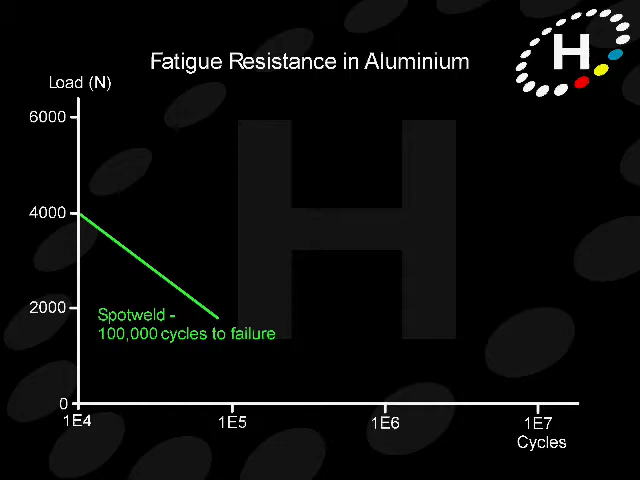 H
Fatigue Resistance in Aluminium
Load (N)
6000
4000
2000
Spotweld -
100,000 cycles to failure
0
1E4
1E5
1E6
1E7
Cycles